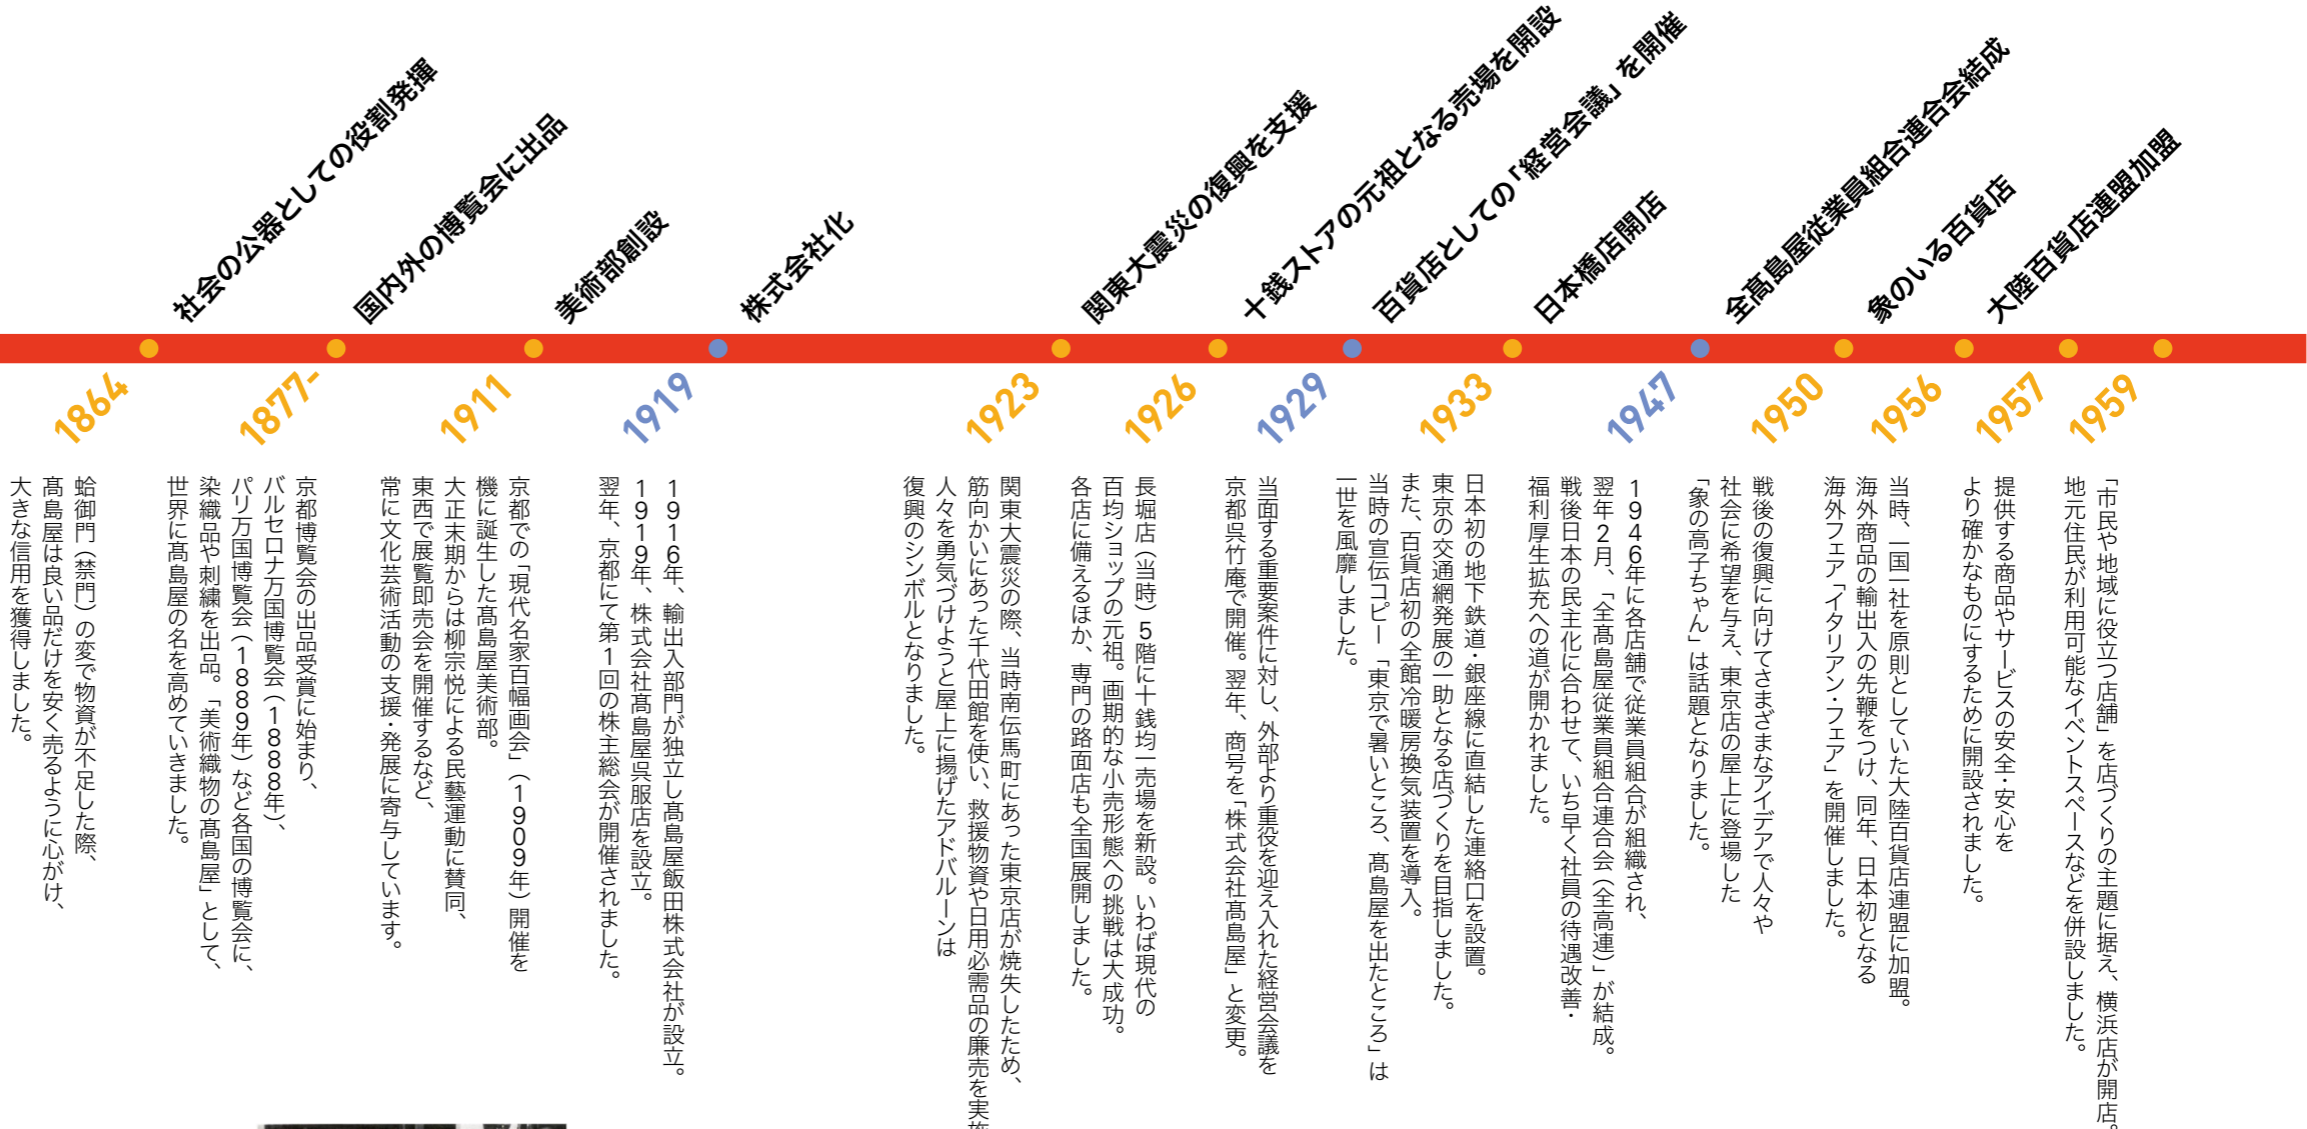 社会の公器としての役割発揮
国内外の博覧会に出品
美術部創設
株式会社化
関東大震災の復興を支援
十銭ストアの元祖となる売場を開設
百貨店としての「経営会議」を開催
日本橋店開店
全髙島屋従業員組合連合会結成
象のいる百貨店
大陸百貨店連盟加盟
1864
1877-
1911
1919
1923
1926
1929
1933
1947
1950
1956
1957
1959
蛤御門（禁門）の変で物資が不足した際、
髙島屋は良い品だけを安く売るように心がけ、
大きな信用を獲得しました。
京都博覧会の出品受賞に始まり、
バルセロナ万国博覧会（1888年）、
パリ万国博覧会（1889年）など各国の博覧会に、
染織品や刺繍を出品。「美術織物の髙島屋」として、
世界に髙島屋の名を高めていきました。
京都での「現代名家百幅画会」（1909年）開催を
機に誕生した髙島屋美術部。
大正末期からは柳宗悦による民藝運動に賛同、
東西で展覧即売会を開催するなど、
常に文化芸術活動の支援・発展に寄与しています。
1916年、輸出入部門が独立し髙島屋飯田株式会社が設立。
1919年、株式会社髙島屋呉服店を設立。
翌年、京都にて第1回の株主総会が開催されました。
関東大震災の際、当時南伝馬町にあった東京店が焼失したため、
筋向かいにあった千代田館を使い、救援物資や日用必需品の廉売を実施
人々を勇気づけようと屋上に揚げたアドバルーンは
復興のシンボルとなりました。
長堀店（当時）5階に十銭均一売場を新設。いわば現代の
百均ショップの元祖。画期的な小売形態への挑戦は大成功。
各店に備えるほか、専門の路面店も全国展開しました。
当面する重要案件に対し、外部より重役を迎え入れた経営会議を
京都呉竹庵で開催。翌年、商号を「株式会社髙島屋」と変更。
日本初の地下鉄道・銀座線に直結した連絡口を設置。
東京の交通網発展の一助となる店づくりを目指しました。
また、百貨店初の全館冷暖房換気装置を導入。
当時の宣伝コピー「東京で暑いところ、髙島屋を出たところ」は
一世を風靡しました。
1946年に各店舗で従業員組合が組織され、
翌年2月、「全髙島屋従業員組合連合会（全高連）」が結成。
戦後日本の民主化に合わせて、いち早く社員の待遇改善・
福利厚生拡充への道が開かれました。
戦後の復興に向けてさまざまなアイデアで人々や
社会に希望を与え、東京店の屋上に登場した
「象の高子ちゃん」は話題となりました。
当時、一国一社を原則としていた大陸百貨店連盟に加盟。
海外商品の輸出入の先鞭をつけ、同年、日本初となる
海外フェア「イタリアン・フェア」を開催しました。
提供する商品やサービスの安全・安心を
より確かなものにするために開設されました。
「市民や地域に役立つ店舗」を店づくりの主題に据え、横浜店が開店。
地元住民が利用可能なイベントスペースなどを併設しました。